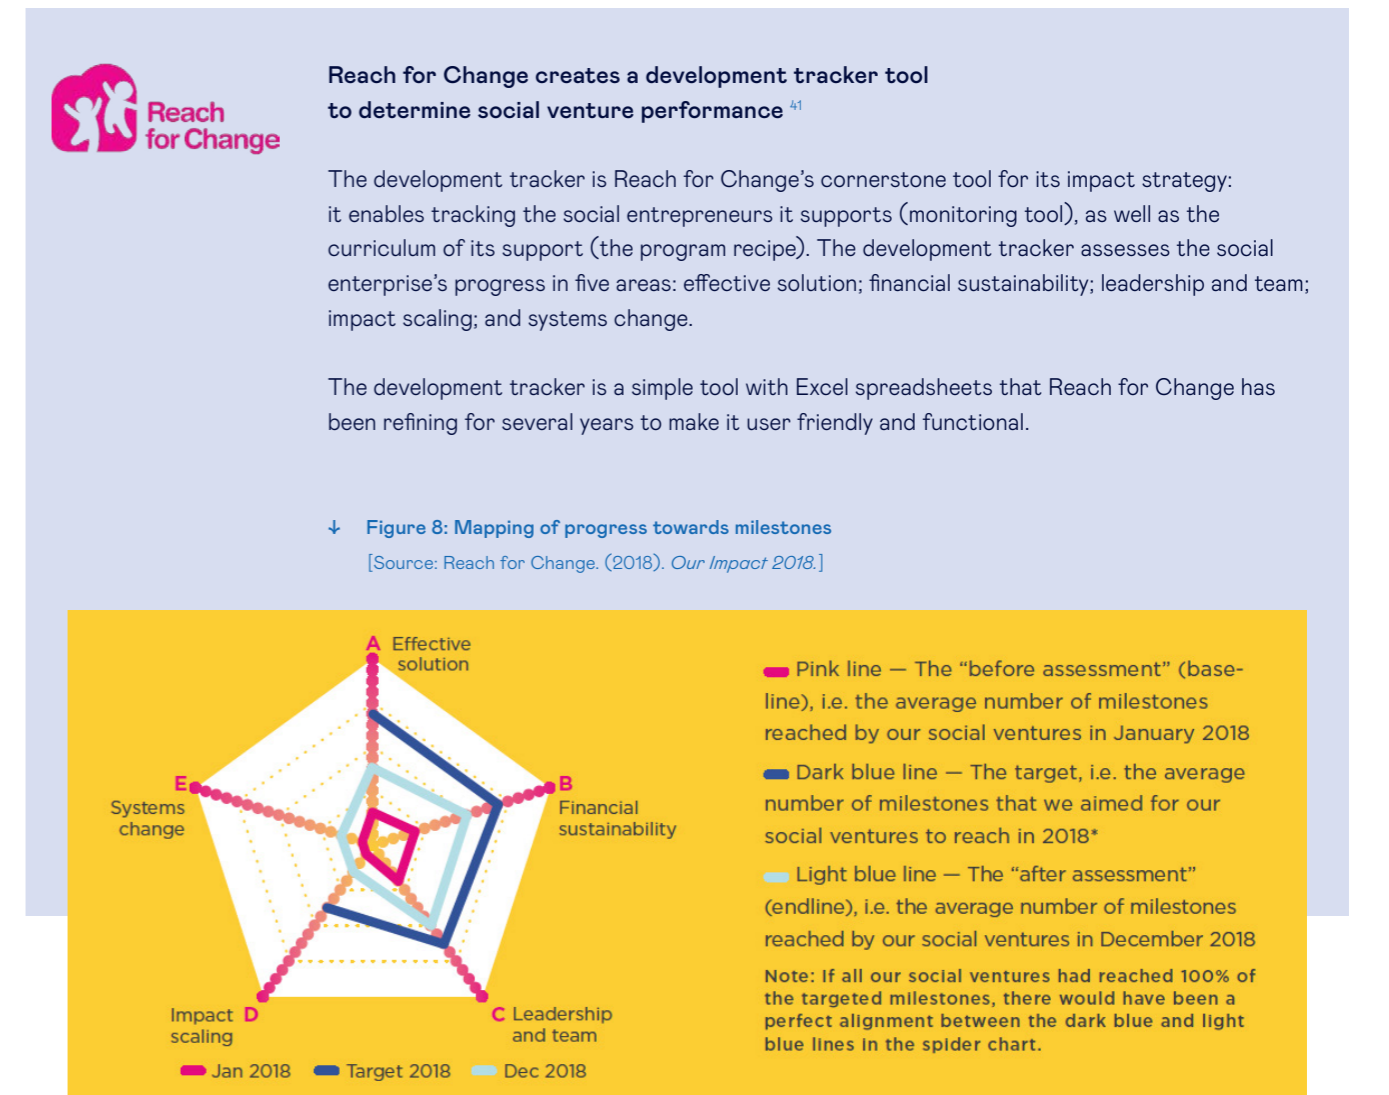 Reach
for Change
Reach for Change creates a development tracker tool
to determine social venture performance 41
The development tracker is Reach for Change’s cornerstone tool for its impact strategy:
it enables tracking the social entrepreneurs it supports (monitoring tool), as well as the
curriculum of its support (the program recipe). The development tracker assesses the social
enterprise’s progress in five areas: effective solution; financial sustainability; leadership and team;
impact scaling; and systems change.
The development tracker is a simple tool with Excel spreadsheets that Reach for Change has
been refining for several years to make it user friendly and functional.
↓ Figure 8: Mapping of progress towards milestones
[Source: Reach for Change. (2018). Our Impact 2018.]
A Effective
solution
B
Financial
sustainability
E
Systems
change
Impact D
scaling
C Leadership
and team
Jan 2018 Target 2018 Dec 2018
Pink line — The “before assessment” (base-
line), i.e. the average number of milestones
reached by our social ventures in January 2018
Dark blue line — The target, i.e. the average
number of milestones that we aimed for our
social ventures to reach in 2018*
Light blue line — The “after assessment”
(endline), i.e. the average number of milestones
reached by our social ventures in December 2018
Note: If all our social ventures had reached 100% of
the targeted milestones, there would have been a
perfect alignment between the dark blue and light
blue lines in the spider chart.